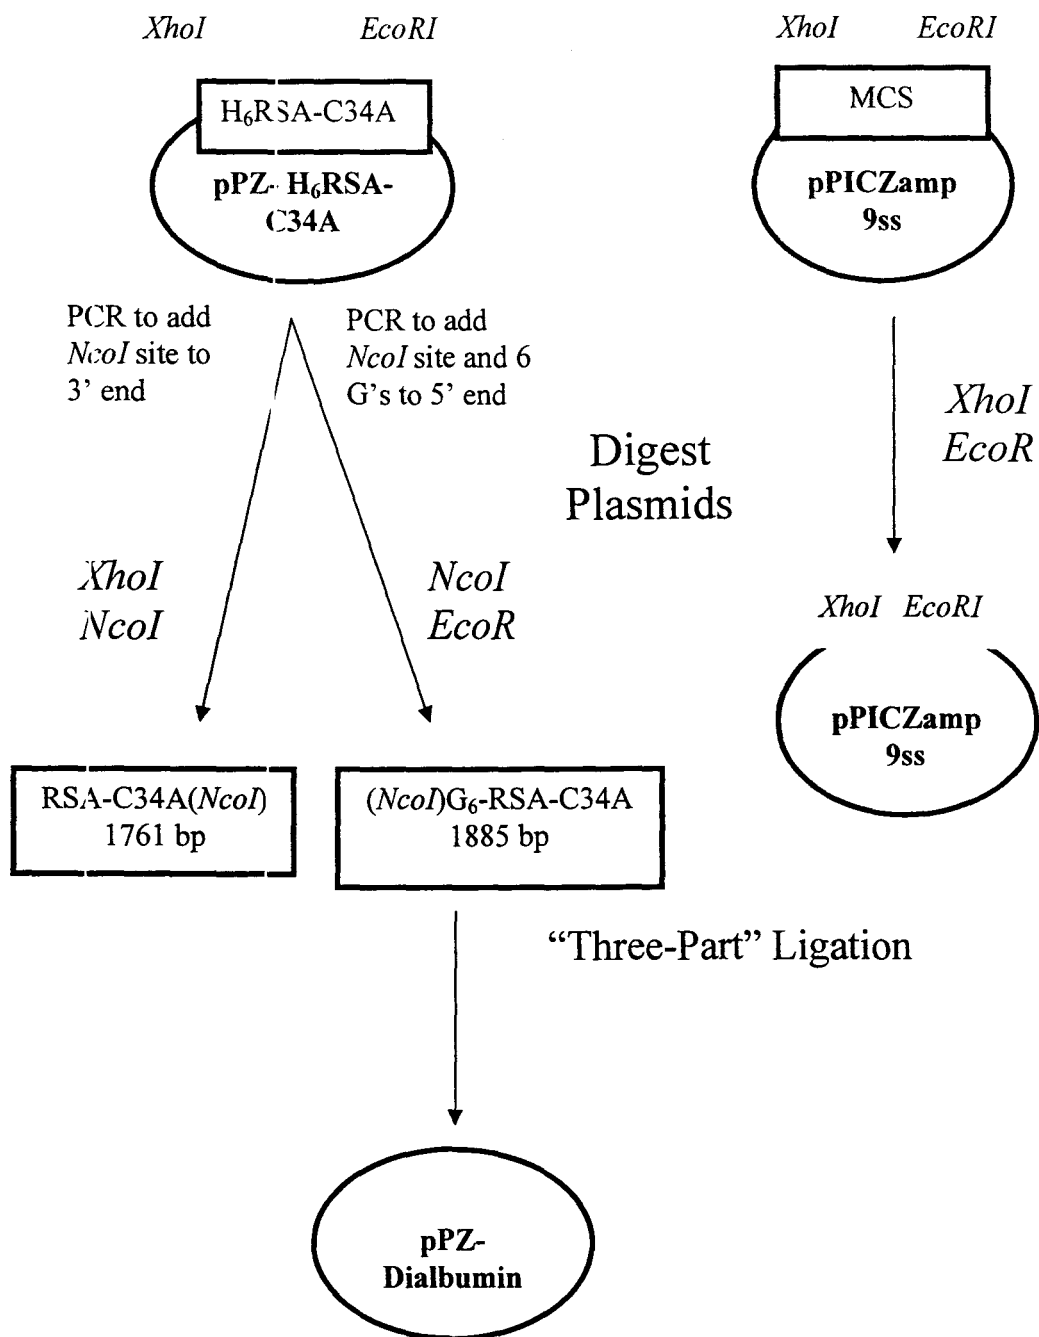 XhoI EcoRI
H₆RSA-C34A
pPZ- H₆RSA-
C34A
XhoI EcoRI
MCS
pPICZamp
9ss
PCR to add
NcoI site to
3' end
PCR to add
NcoI site and 6
G's to 5' end
XhoI
EcoR
Digest
Plasmids
XhoI
NcoI
NcoI
EcoR
XhoI EcoRI
pPICZamp
9ss
RSA-C34A(NcoI)
1761 bp
(NcoI)G₆-RSA-C34A
1885 bp
“Three-Part” Ligation
pPZ-
Dialbumin